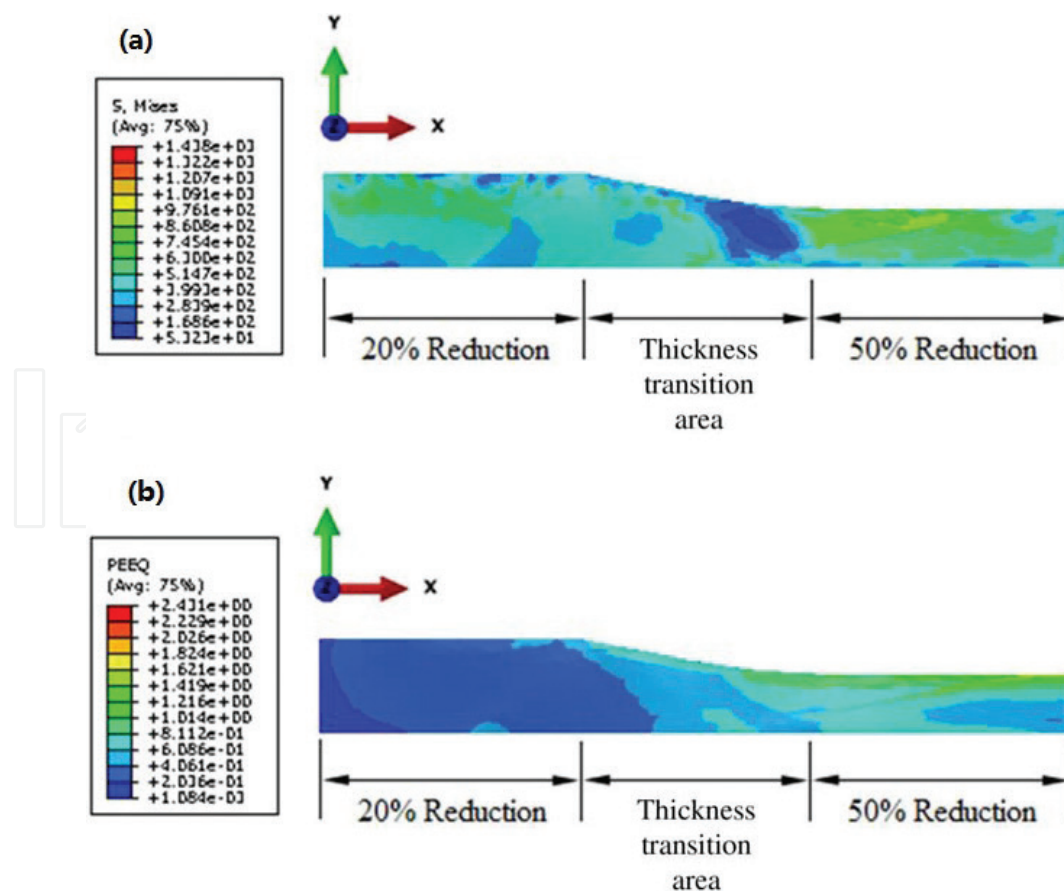 (a)
Y
Z
X
S, Mises
(Avg: 75%)
+1.438e+03
+1.322e+03
+1.207e+03
+1.091e+03
+9.761e+02
+8.608e+02
+7.454e+02
+6.300e+02
+5.147e+02
+3.993e+02
+2.839e+02
+1.686e+02
+5.323e+01
20% Reduction
Thickness
transition
area
50% Reduction
(b)
Y
Z
X
PEEQ
(Avg: 75%)
+2.431e+00
+2.229e+00
+2.026e+00
+1.824e+00
+1.621e+00
+1.419e+00
+1.216e+00
+1.014e+00
+8.112e-01
+6.086e-01
+4.061e-01
+2.036e-01
+1.084e-03
20% Reduction
Thickness
transition
area
50% Reduction